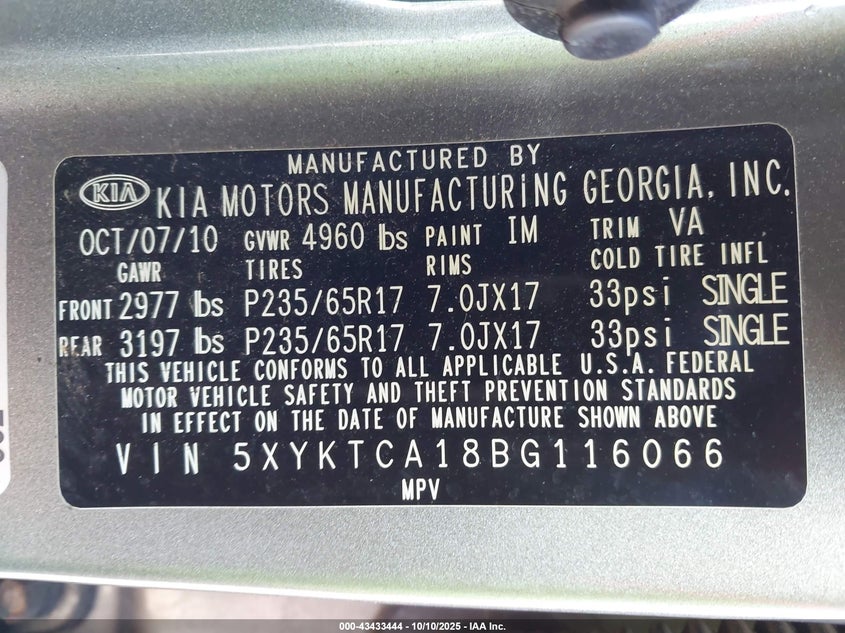 MANUFACTURED BY
KIA KIA MOTORS MANUFACTURING GEORGIA, INC.
OCT/07/10 GVWR 4960 lbs PAINT IM TRIM VA
GAWR TIRES RIMS COLD TIRE INFL
FRONT 2977 lbs P235/65R17 7.0JX17 33psi SINGLE
REAR 3197 lbs P235/65R17 7.0JX17 33psi SINGLE
THIS VEHICLE CONFORMS TO ALL APPLICABLE U.S.A. FEDERAL
MOTOR VEHICLE SAFETY AND THEFT PREVENTION STANDARDS
IN EFFECT ON THE DATE OF MANUFACTURE SHOWN ABOVE
VIN 5XYKTCA18BG116066
MPV
000-43433444 - 10/10/2025 - IAA Inc.